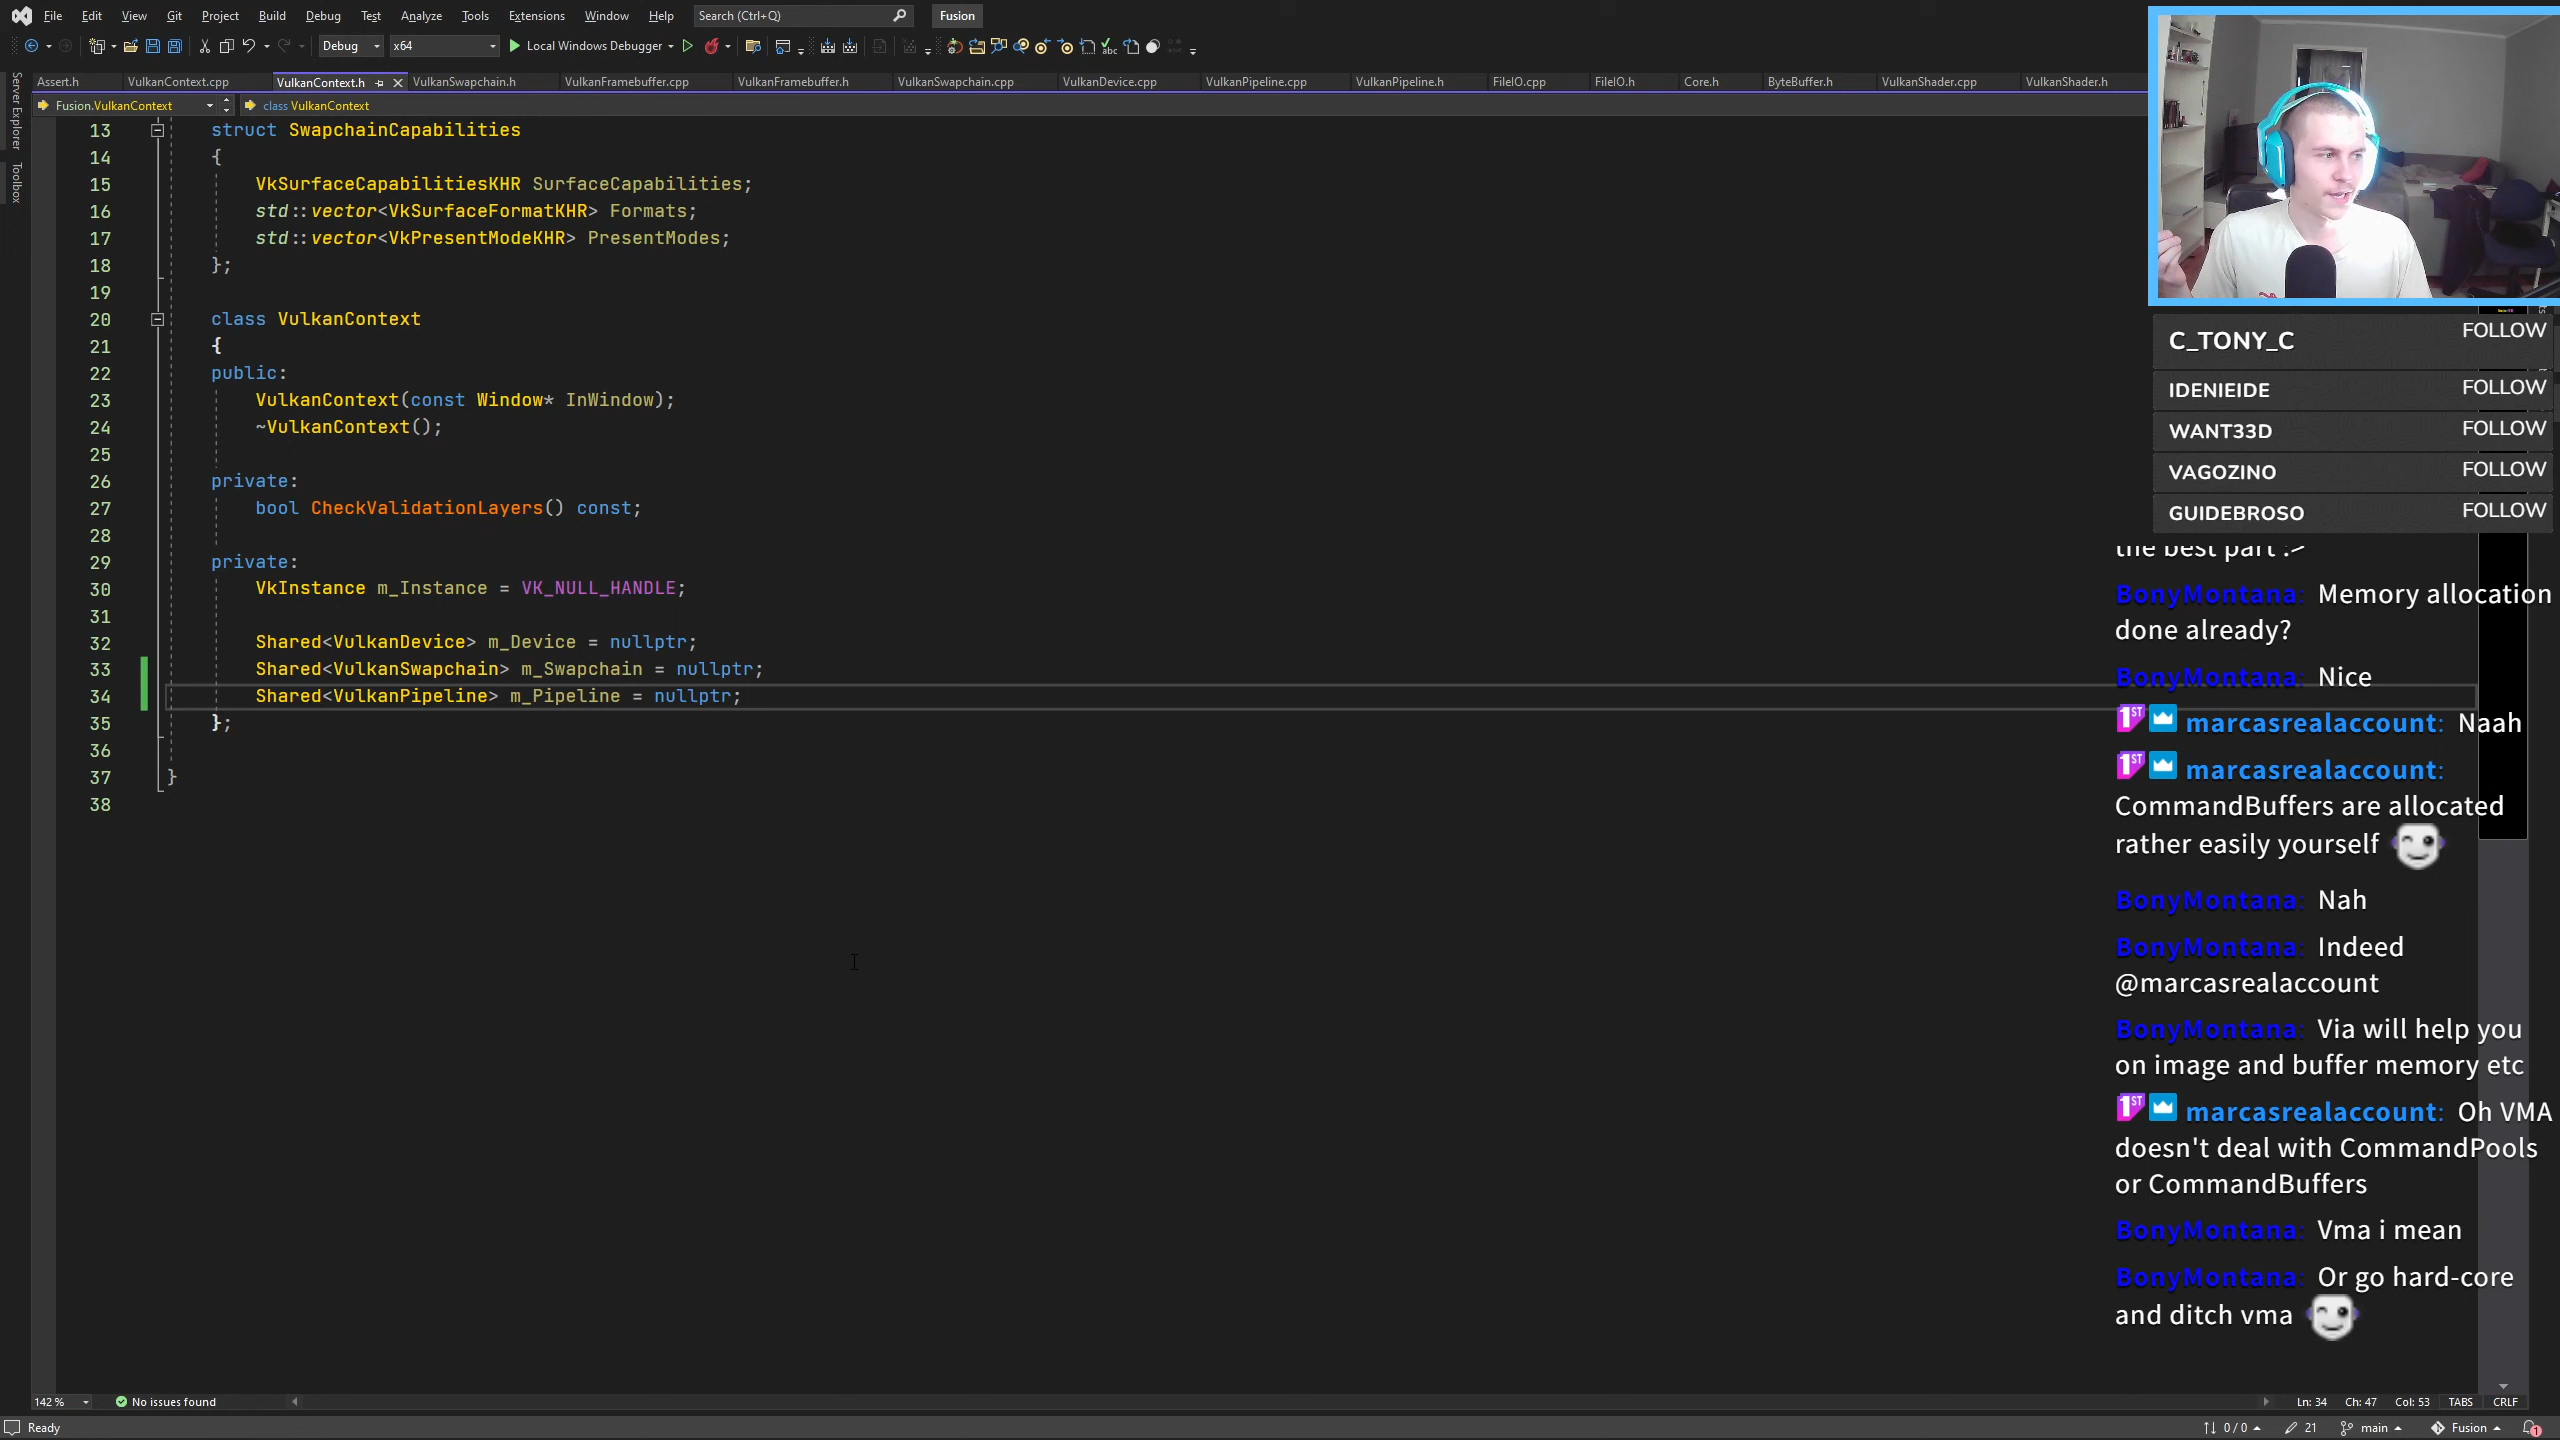 File Edit View Git Project Build Debug Test Analyze Tools Extensions Window Help Search (Ctrl+Q) Fusion
Debug x64 Local Windows Debugger
Assert.h VulkanContext.cpp VulkanContext.h VulkanSwapchain.h VulkanFramebuffer.cpp VulkanFramebuffer.h VulkanSwapchain.cpp VulkanDevice.cpp VulkanPipeline.cpp VulkanPipeline.h FileIO.cpp FileIO.h Core.h ByteBuffer.h VulkanShader.cpp VulkanShader.h
Fusion.VulkanContext class VulkanContext
Server Explorer
Toolbox
13 struct SwapchainCapabilities
14 {
15 VkSurfaceCapabilitiesKHR SurfaceCapabilities;
16 std::vector<VkSurfaceFormatKHR> Formats;
17 std::vector<VkPresentModeKHR> PresentModes;
18 };
19
20 class VulkanContext
21 {
22 public:
23 VulkanContext(const Window* InWindow);
24 ~VulkanContext();
25
26 private:
27 bool CheckValidationLayers() const;
28
29 private:
30 VkInstance m_Instance = VK_NULL_HANDLE;
31
32 Shared<VulkanDevice> m_Device = nullptr;
33 Shared<VulkanSwapchain> m_Swapchain = nullptr;
34 Shared<VulkanPipeline> m_Pipeline = nullptr;
35 };
36
37 }
38
C_TONY_C FOLLOW
IDENIEIDE FOLLOW
WANT33D FOLLOW
VAGOZINO FOLLOW
GUIDEBROSO FOLLOW
the best part :>
BonyMontana: Memory allocation
done already?
BonyMontana: Nice
1ST marcasrealaccount: Naah
1ST marcasrealaccount:
CommandBuffers are allocated
rather easily yourself
BonyMontana: Nah
BonyMontana: Indeed
@marcasrealaccount
BonyMontana: Via will help you
on image and buffer memory etc
1ST marcasrealaccount: Oh VMA
doesn't deal with CommandPools
or CommandBuffers
BonyMontana: Vma i mean
BonyMontana: Or go hard-core
and ditch vma
142 % No issues found Ln: 34 Ch: 47 Col: 53 TABS CRLF
Ready 0 / 0 21 main Fusion 1